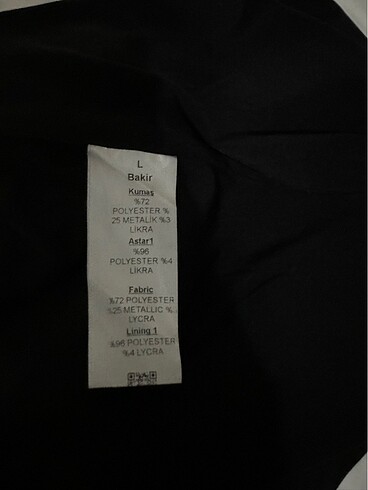 L
Bakir
Kumaş
%72
POLYESTER %
25 METALİK %3
LİKRA
Astar1
%96
POLYESTER %4
LİKRA
Fabric
%72 POLYESTER
%25 METALLIC %
LYCRA
Lining 1
%96 POLYESTER
%4 LYCRA